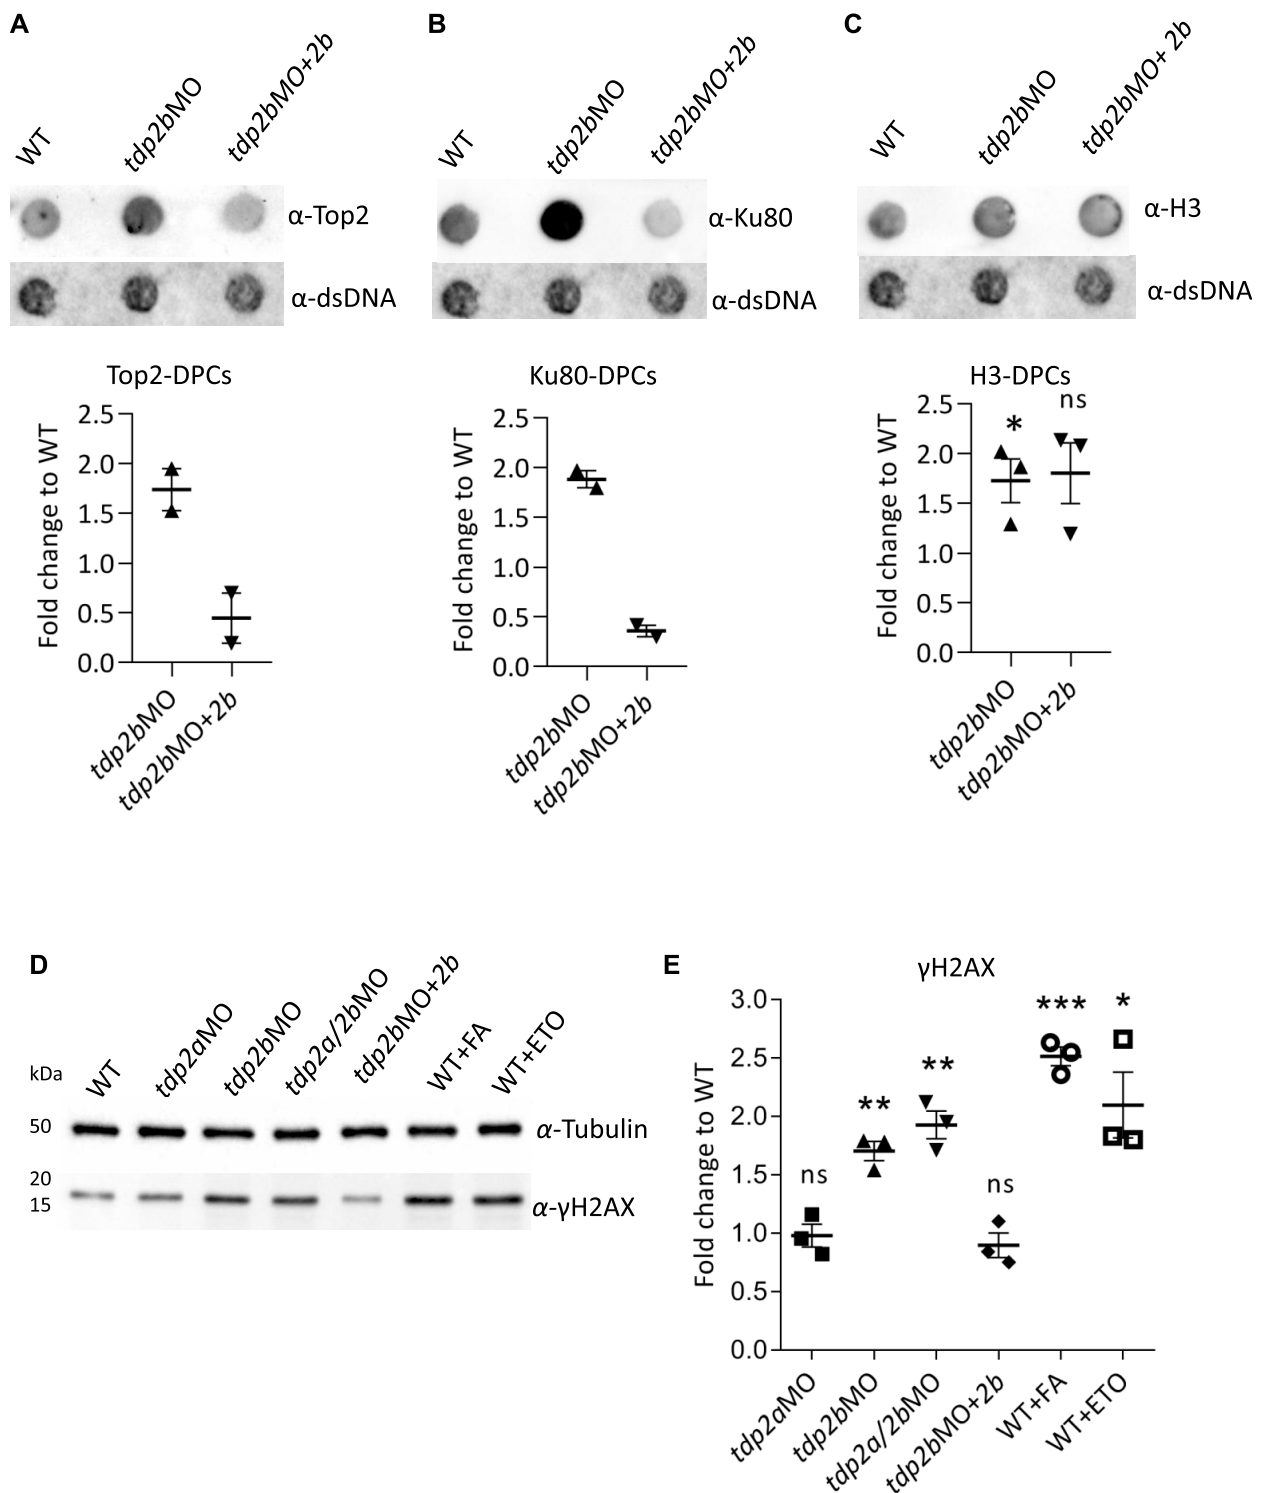 A
WT
tdp2bMO
tdp2bMO+2b
α-Top2
α-dsDNA
Top2-DPCs
Fold change to WT
2.5
2.0
1.5
1.0
0.5
0.0
tdp2bMO
tdp2bMO+2b
B
WT
tdp2bMO
tdp2bMO+2b
α-Ku80
α-dsDNA
Ku80-DPCs
Fold change to WT
2.5
2.0
1.5
1.0
0.5
0.0
tdp2bMO
tdp2bMO+2b
C
WT
tdp2bMO
tdp2bMO+ 2b
α-H3
α-dsDNA
H3-DPCs
Fold change to WT
2.5
2.0
1.5
1.0
0.5
0.0
*
ns
tdp2bMO
tdp2bMO+2b
D
kDa
WT
tdp2aMO
tdp2bMO
tdp2a/2bMO
tdp2bMO+2b
WT+FA
WT+ETO
50
α-Tubulin
20
15
α-γH2AX
E
γH2AX
Fold change to WT
3.0
2.5
2.0
1.5
1.0
0.5
0.0
ns
**
**
ns
***
*
tdp2aMO
tdp2bMO
tdp2a/2bMO
tdp2bMO+2b
WT+FA
WT+ETO